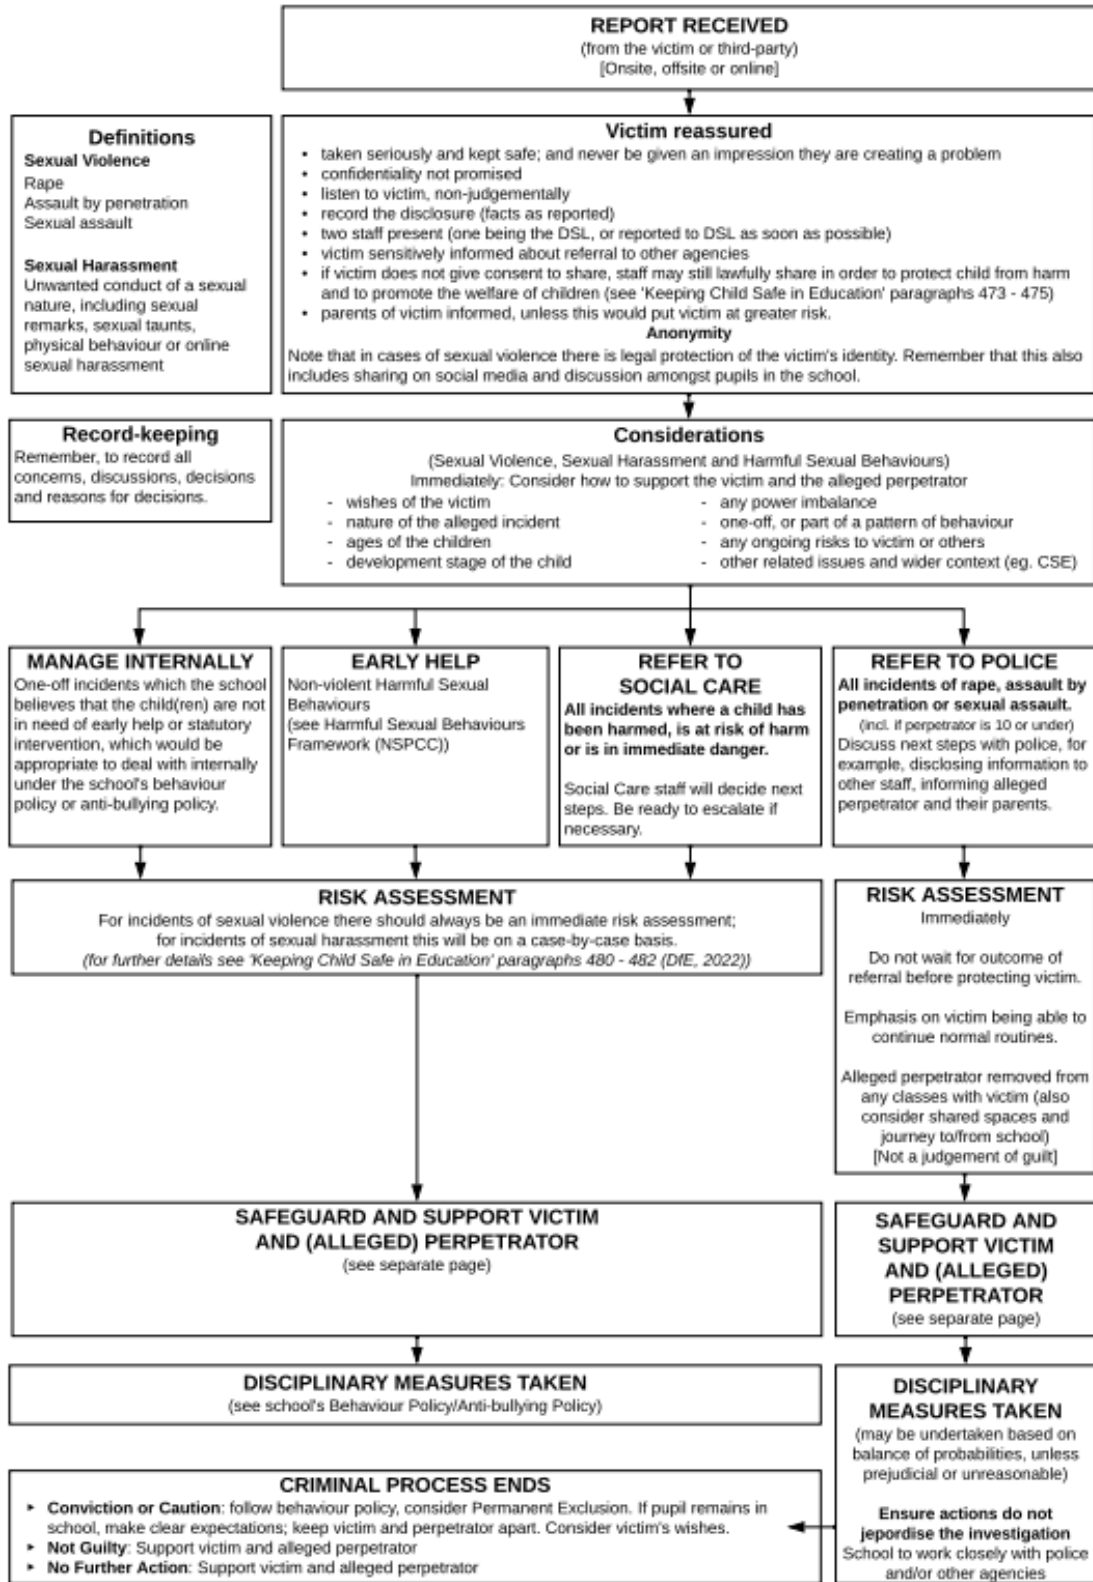 REPORT RECEIVED
(from the victim or third-party)
[Onsite, offsite or online]
Definitions
Sexual Violence
Rape
Assault by penetration
Sexual assault
Sexual Harassment
Unwanted conduct of a sexual
nature, including sexual
remarks, sexual taunts,
physical behaviour or online
sexual harassment
Victim reassured
• taken seriously and kept safe; and never be given an impression they are creating a problem
• confidentiality not promised
• listen to victim, non-judgementally
• record the disclosure (facts as reported)
• two staff present (one being the DSL, or reported to DSL as soon as possible)
• victim sensitively informed about referral to other agencies
• if victim does not give consent to share, staff may still lawfully share in order to protect child from harm
and to promote the welfare of children (see 'Keeping Child Safe in Education' paragraphs 473 - 475)
• parents of victim informed, unless this would put victim at greater risk.
Anonymity
Note that in cases of sexual violence there is legal protection of the victim's identity. Remember that this also
includes sharing on social media and discussion amongst pupils in the school.
Record-keeping
Remember, to record all
concerns, discussions, decisions
and reasons for decisions.
Considerations
(Sexual Violence, Sexual Harassment and Harmful Sexual Behaviours)
Immediately: Consider how to support the victim and the alleged perpetrator
- wishes of the victim
- nature of the alleged incident
- ages of the children
- development stage of the child
- any power imbalance
- one-off, or part of a pattern of behaviour
- any ongoing risks to victim or others
- other related issues and wider context (eg. CSE)
MANAGE INTERNALLY
One-off incidents which the school
believes that the child(ren) are not
in need of early help or statutory
intervention, which would be
appropriate to deal with internally
under the school's behaviour
policy or anti-bullying policy.
EARLY HELP
Non-violent Harmful Sexual
Behaviours
(see Harmful Sexual Behaviours
Framework (NSPCC))
REFER TO
SOCIAL CARE
All incidents where a child has
been harmed, is at risk of harm
or is in immediate danger.
Social Care staff will decide next
steps. Be ready to escalate if
necessary.
REFER TO POLICE
All incidents of rape, assault by
penetration or sexual assault.
(incl. if perpetrator is 10 or under)
Discuss next steps with police, for
example, disclosing information to
other staff, informing alleged
perpetrator and their parents.
RISK ASSESSMENT
For incidents of sexual violence there should always be an immediate risk assessment;
for incidents of sexual harassment this will be on a case-by-case basis.
(for further details see 'Keeping Child Safe in Education' paragraphs 480 - 482 (DfE, 2022))
RISK ASSESSMENT
Immediately
Do not wait for outcome of
referral before protecting victim.
Emphasis on victim being able to
continue normal routines.
Alleged perpetrator removed from
any classes with victim (also
consider shared spaces and
journey to/from school)
[Not a judgement of guilt]
SAFEGUARD AND SUPPORT VICTIM
AND (ALLEGED) PERPETRATOR
(see separate page)
SAFEGUARD AND
SUPPORT VICTIM
AND (ALLEGED)
PERPETRATOR
(see separate page)
DISCIPLINARY MEASURES TAKEN
(see school's Behaviour Policy/Anti-bullying Policy)
DISCIPLINARY
MEASURES TAKEN
(may be undertaken based on
balance of probabilities, unless
prejudicial or unreasonable)
Ensure actions do not
jepordise the investigation
School to work closely with police
and/or other agencies
CRIMINAL PROCESS ENDS
‣ Conviction or Caution: follow behaviour policy, consider Permanent Exclusion. If pupil remains in
school, make clear expectations; keep victim and perpetrator apart. Consider victim's wishes.
‣ Not Guilty: Support victim and alleged perpetrator
‣ No Further Action: Support victim and alleged perpetrator